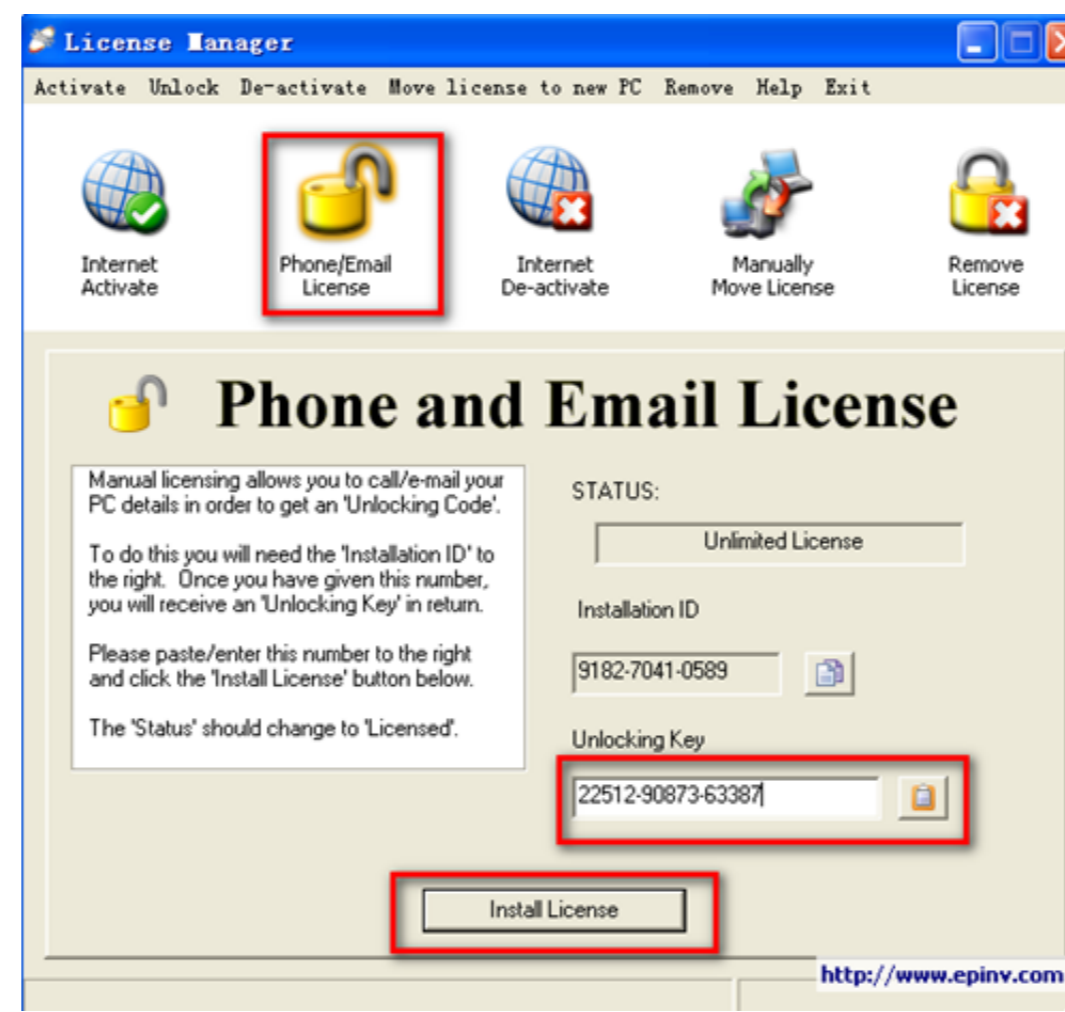 License Manager
Activate Unlock De-activate Move license to new PC Remove Help Exit
Internet
Activate
Phone/Email
License
Internet
De-activate
Manually
Move License
Remove
License
Phone and Email License
Manual licensing allows you to call/e-mail your
PC details in order to get an 'Unlocking Code'.
To do this you will need the 'Installation ID' to
the right. Once you have given this number,
you will receive an 'Unlocking Key' in return.
Please paste/enter this number to the right
and click the 'Install License' button below.
The 'Status' should change to 'Licensed'.
STATUS:
Unlimited License
Installation ID
9182-7041-0589
Unlocking Key
22512-90873-63387
Install License
http://www.epinv.com